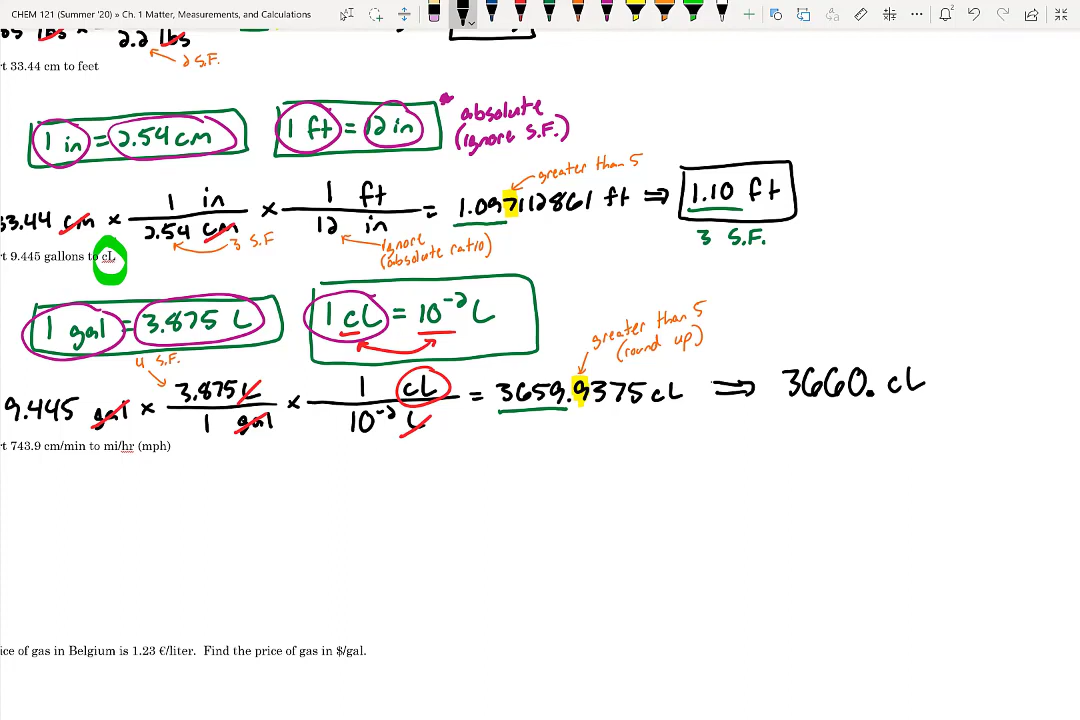 CHEM 121 (Summer '20) » Ch. 1 Matter, Measurements, and Calculations
lbs × 2.2 lbs
2 S.F.
rt 33.44 cm to feet
1 in = 2.54 cm
1 ft = 12 in
* absolute
(ignore S.F.)
greater than 5
33.44 cm × 1 in / 2.54 cm × 1 ft / 12 in = 1.097112861 ft ⇒ 1.10 ft
3 S.F
ignore
(absolute ratio)
3 S.F.
rt 9.445 gallons to cL
1 gal = 3.875 L
1 cL = 10⁻² L
4 S.F.
greater than 5
(round up)
9.445 gal × 3.875 L / 1 gal × 1 cL / 10⁻² L = 3659.9375 cL ⇒ 3660. cL
rt 743.9 cm/min to mi/hr (mph)
ice of gas in Belgium is 1.23 €/liter. Find the price of gas in $/gal.